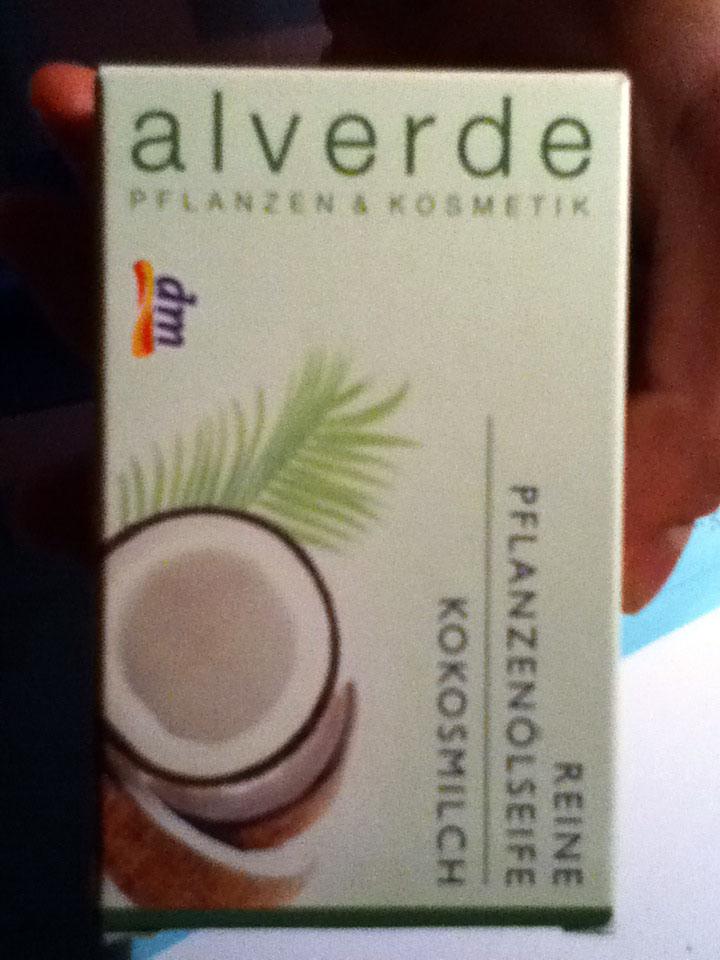 alverde
PFLANZEN & KOSMETIK
dm
REINE
PFLANZENÖLSEIFE
KOKOSMILCH